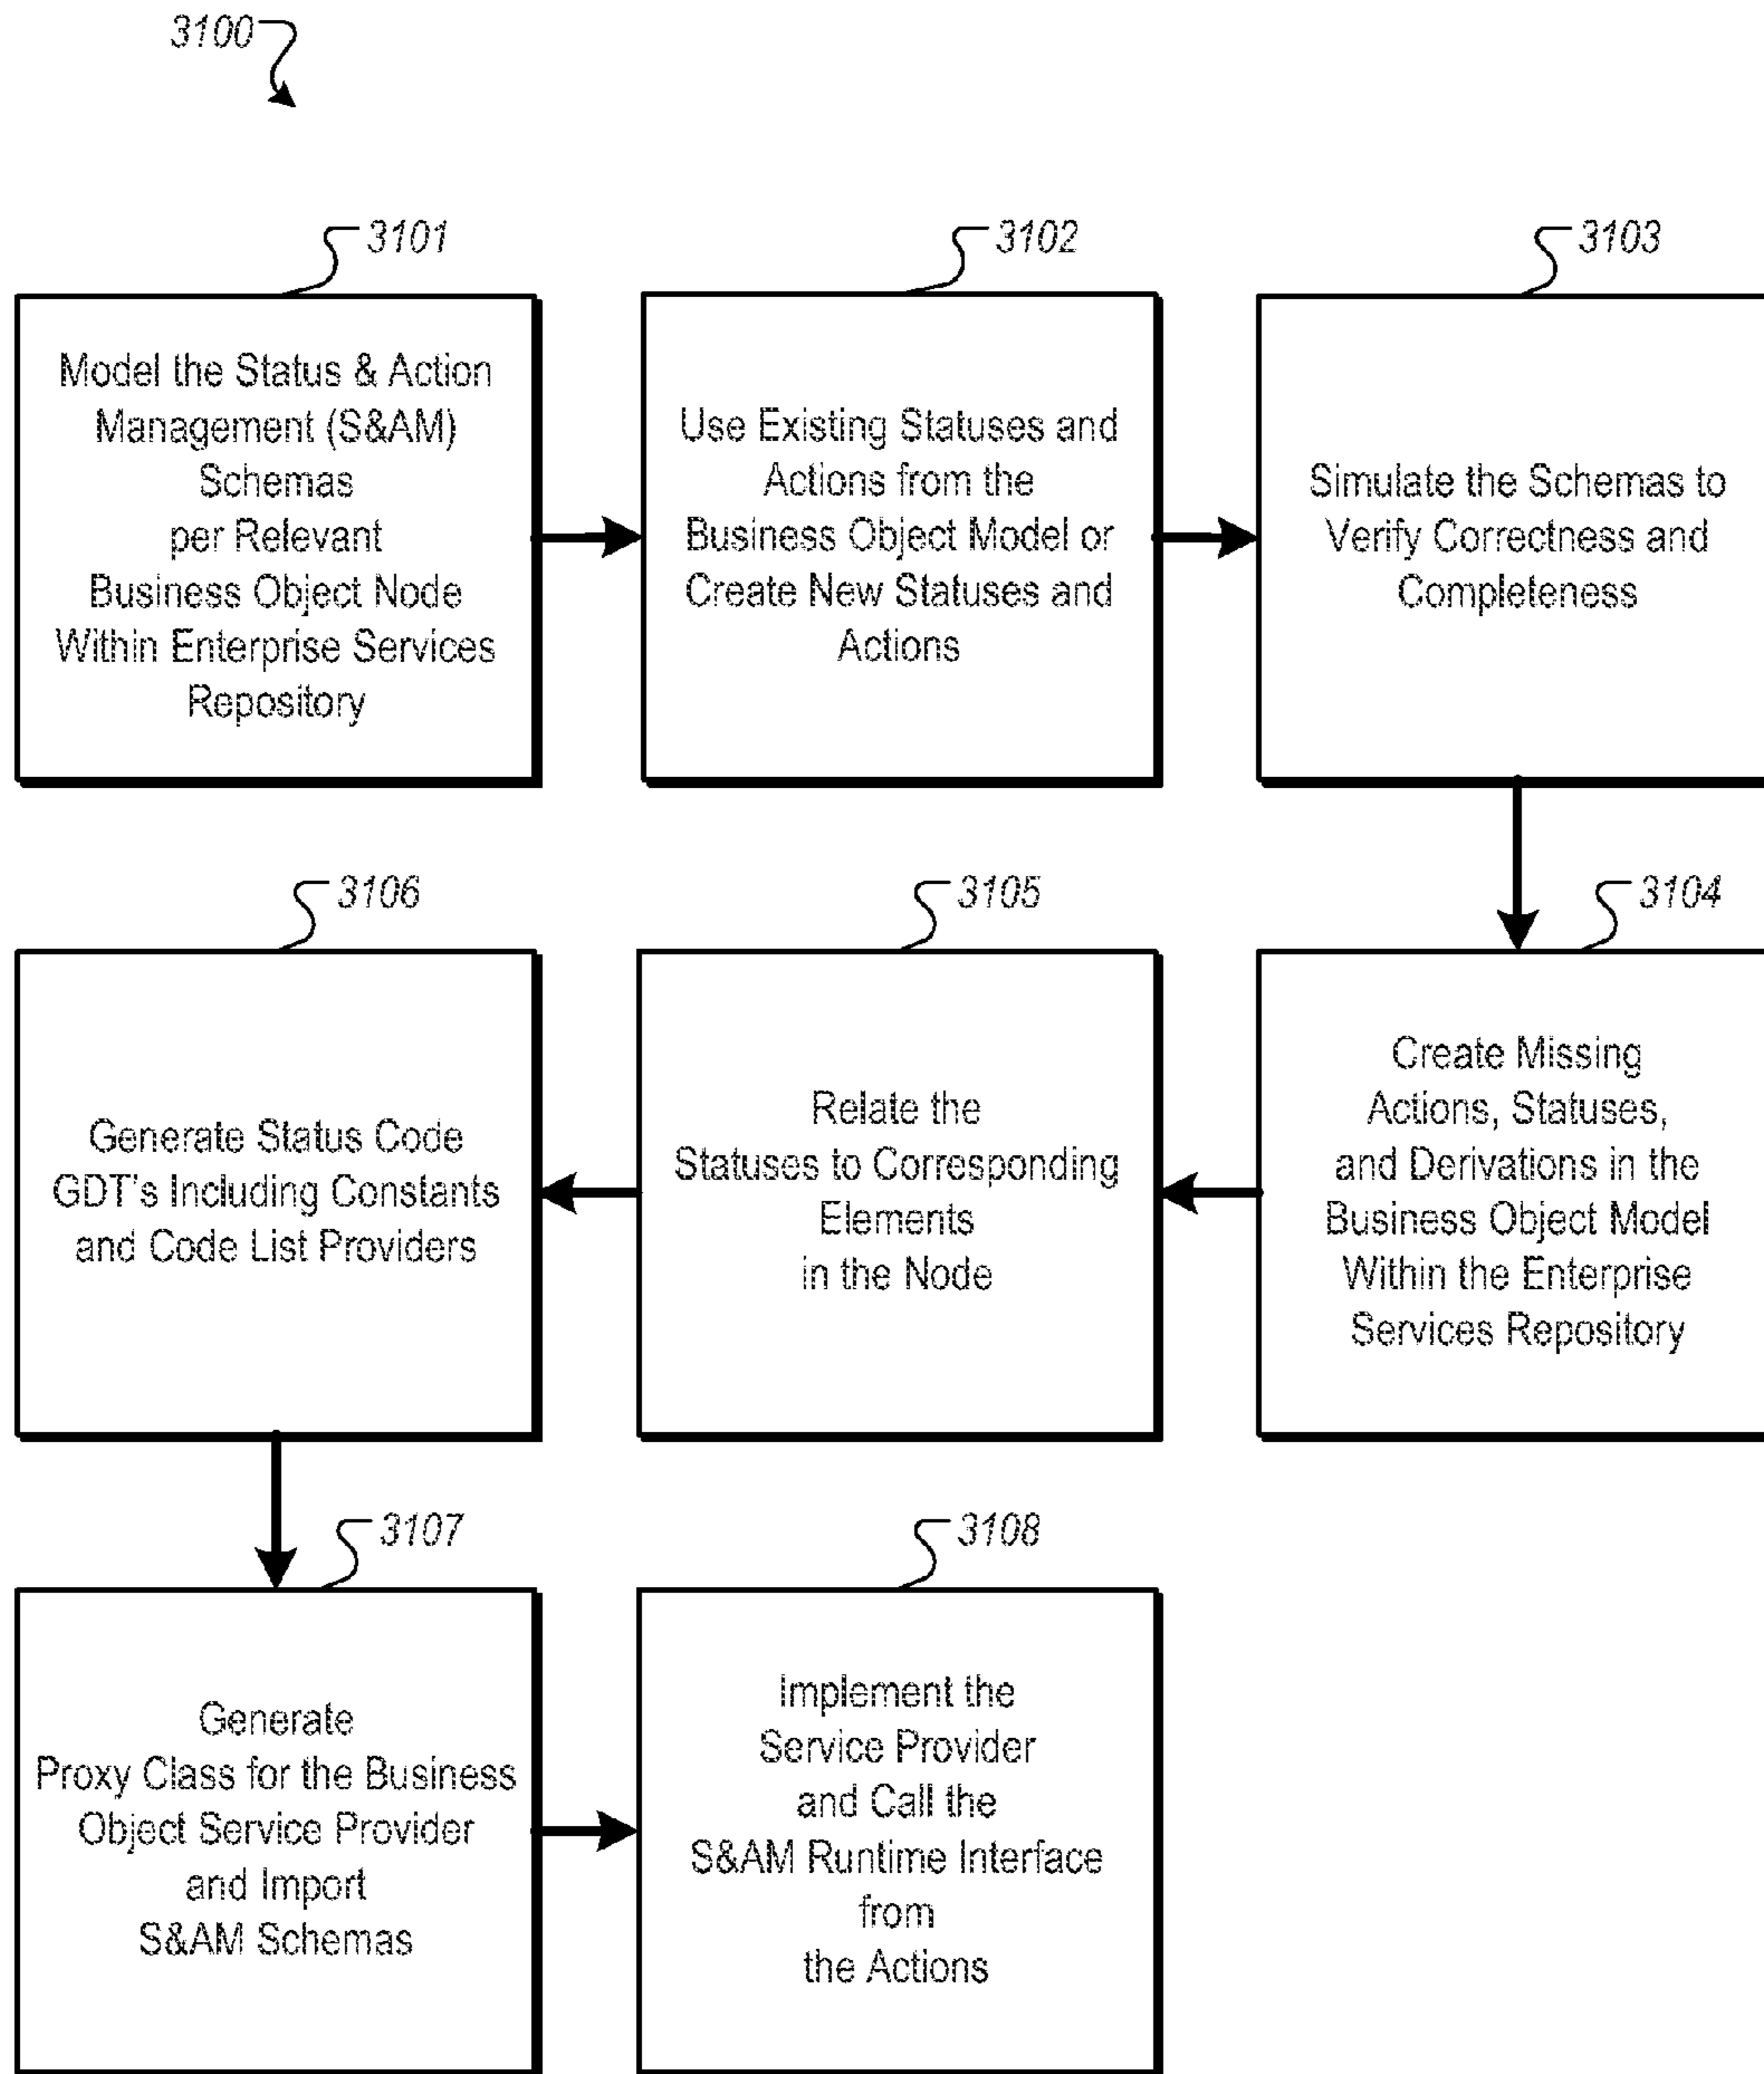 3100
3101
Model the Status & Action
Management (S&AM)
Schemas
per Relevant
Business Object Node
Within Enterprise Services
Repository
3102
Use Existing Statuses and
Actions from the
Business Object Model or
Create New Statuses and
Actions
3103
Simulate the Schemas to
Verify Correctness and
Completeness
3104
Create Missing
Actions, Statuses,
and Derivations in the
Business Object Model
Within the Enterprise
Services Repository
3105
Relate the
Statuses to Corresponding
Elements
in the Node
3106
Generate Status Code
GDT's Including Constants
and Code List Providers
3107
Generate
Proxy Class for the Business
Object Service Provider
and Import
S&AM Schemas
3108
Implement the
Service Provider
and Call the
S&AM Runtime Interface
from
the Actions